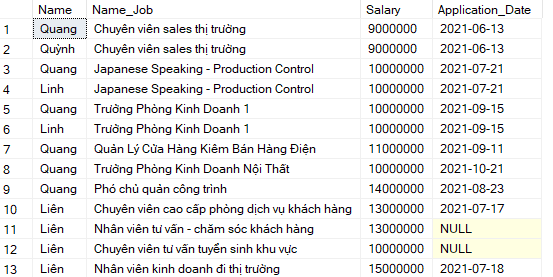 Name Name_Job Salary Application_Date
1 Quang Chuyên viên sales thị trường 9000000 2021-06-13
2 Quỳnh Chuyên viên sales thị trường 9000000 2021-06-13
3 Quang Japanese Speaking - Production Control 10000000 2021-07-21
4 Linh Japanese Speaking - Production Control 10000000 2021-07-21
5 Quang Trưởng Phòng Kinh Doanh 1 10000000 2021-09-15
6 Linh Trưởng Phòng Kinh Doanh 1 10000000 2021-09-15
7 Quang Quản Lý Cửa Hàng Kiêm Bán Hàng Điện 11000000 2021-09-11
8 Quang Trưởng Phòng Kinh Doanh Nội Thất 10000000 2021-10-21
9 Quang Phó chủ quản công trình 14000000 2021-08-23
10 Liên Chuyên viên cao cấp phòng dịch vụ khách hàng 13000000 2021-07-17
11 Liên Nhân viên tư vấn - chăm sóc khách hàng 13000000 NULL
12 Liên Chuyên viên tư vấn tuyển sinh khu vực 10000000 NULL
13 Liên Nhân viên kinh doanh đi thị trường 15000000 2021-07-18